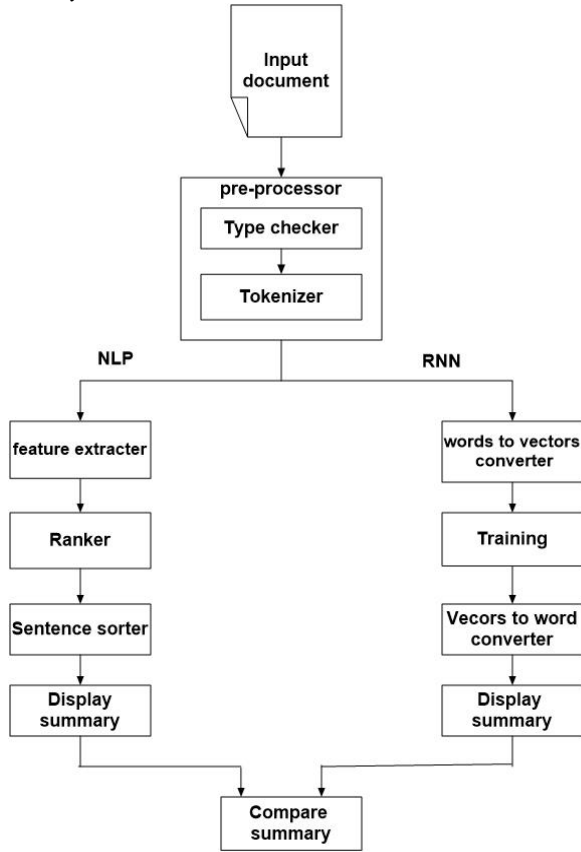 Input
document
pre-processor
Type checker
Tokenizer
NLP
RNN
feature extracter
words to vectors
converter
Ranker
Training
Sentence sorter
Vecors to word
converter
Display
summary
Display
summary
Compare
summary